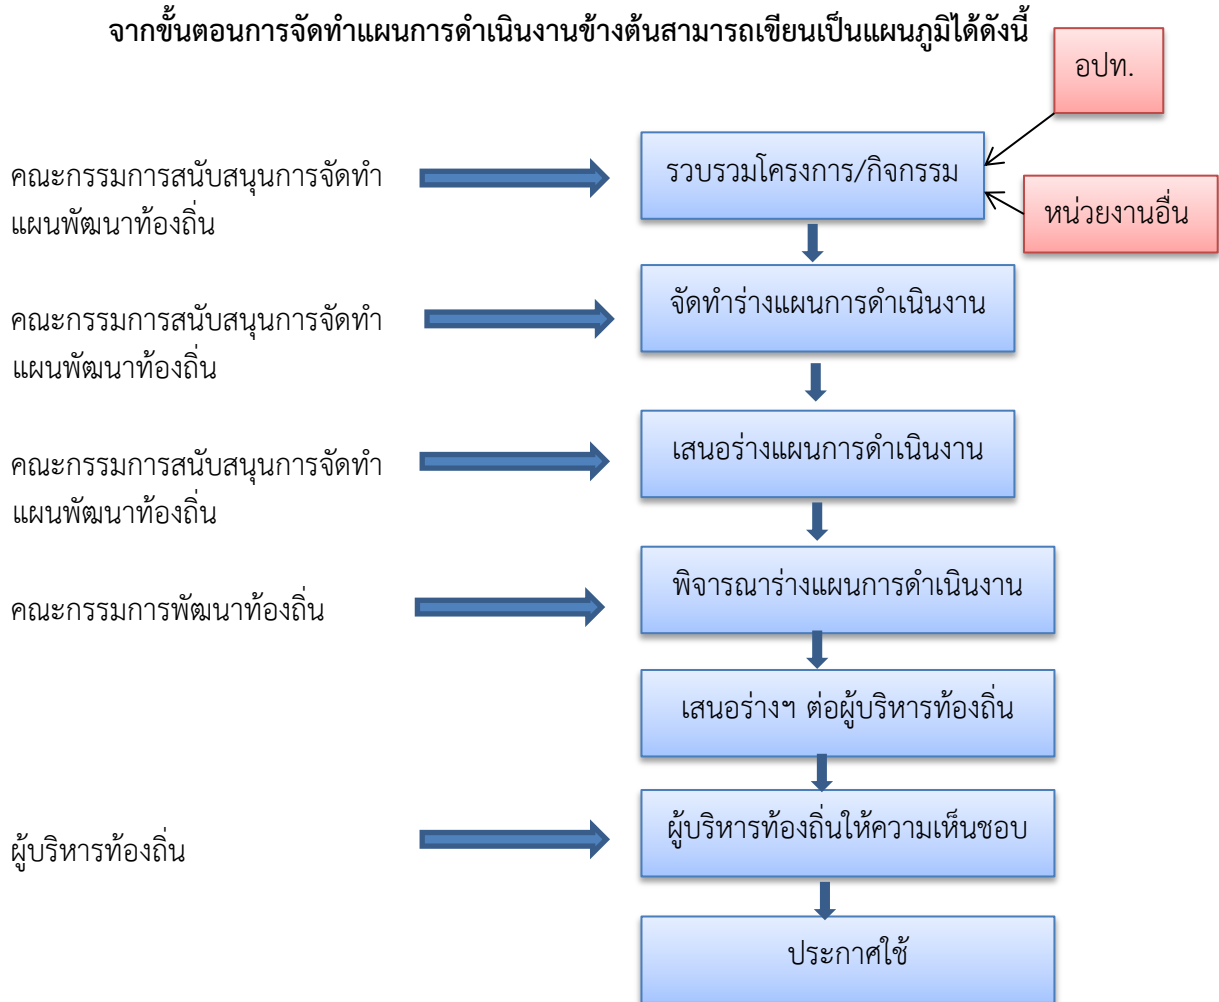 จากขั้นตอนการจัดทำแผนการดำเนินงานข้างต้นสามารถเขียนเป็นแผนภูมิได้ดังนี้
อปท.
คณะกรรมการสนับสนุนการจัดทำ
แผนพัฒนาท้องถิ่น
รวบรวมโครงการ/กิจกรรม
หน่วยงานอื่น
คณะกรรมการสนับสนุนการจัดทำ
แผนพัฒนาท้องถิ่น
จัดทำร่างแผนการดำเนินงาน
คณะกรรมการสนับสนุนการจัดทำ
แผนพัฒนาท้องถิ่น
เสนอร่างแผนการดำเนินงาน
คณะกรรมการพัฒนาท้องถิ่น
พิจารณาร่างแผนการดำเนินงาน
เสนอร่างฯ ต่อผู้บริหารท้องถิ่น
ผู้บริหารท้องถิ่น
ผู้บริหารท้องถิ่นให้ความเห็นชอบ
ประกาศใช้